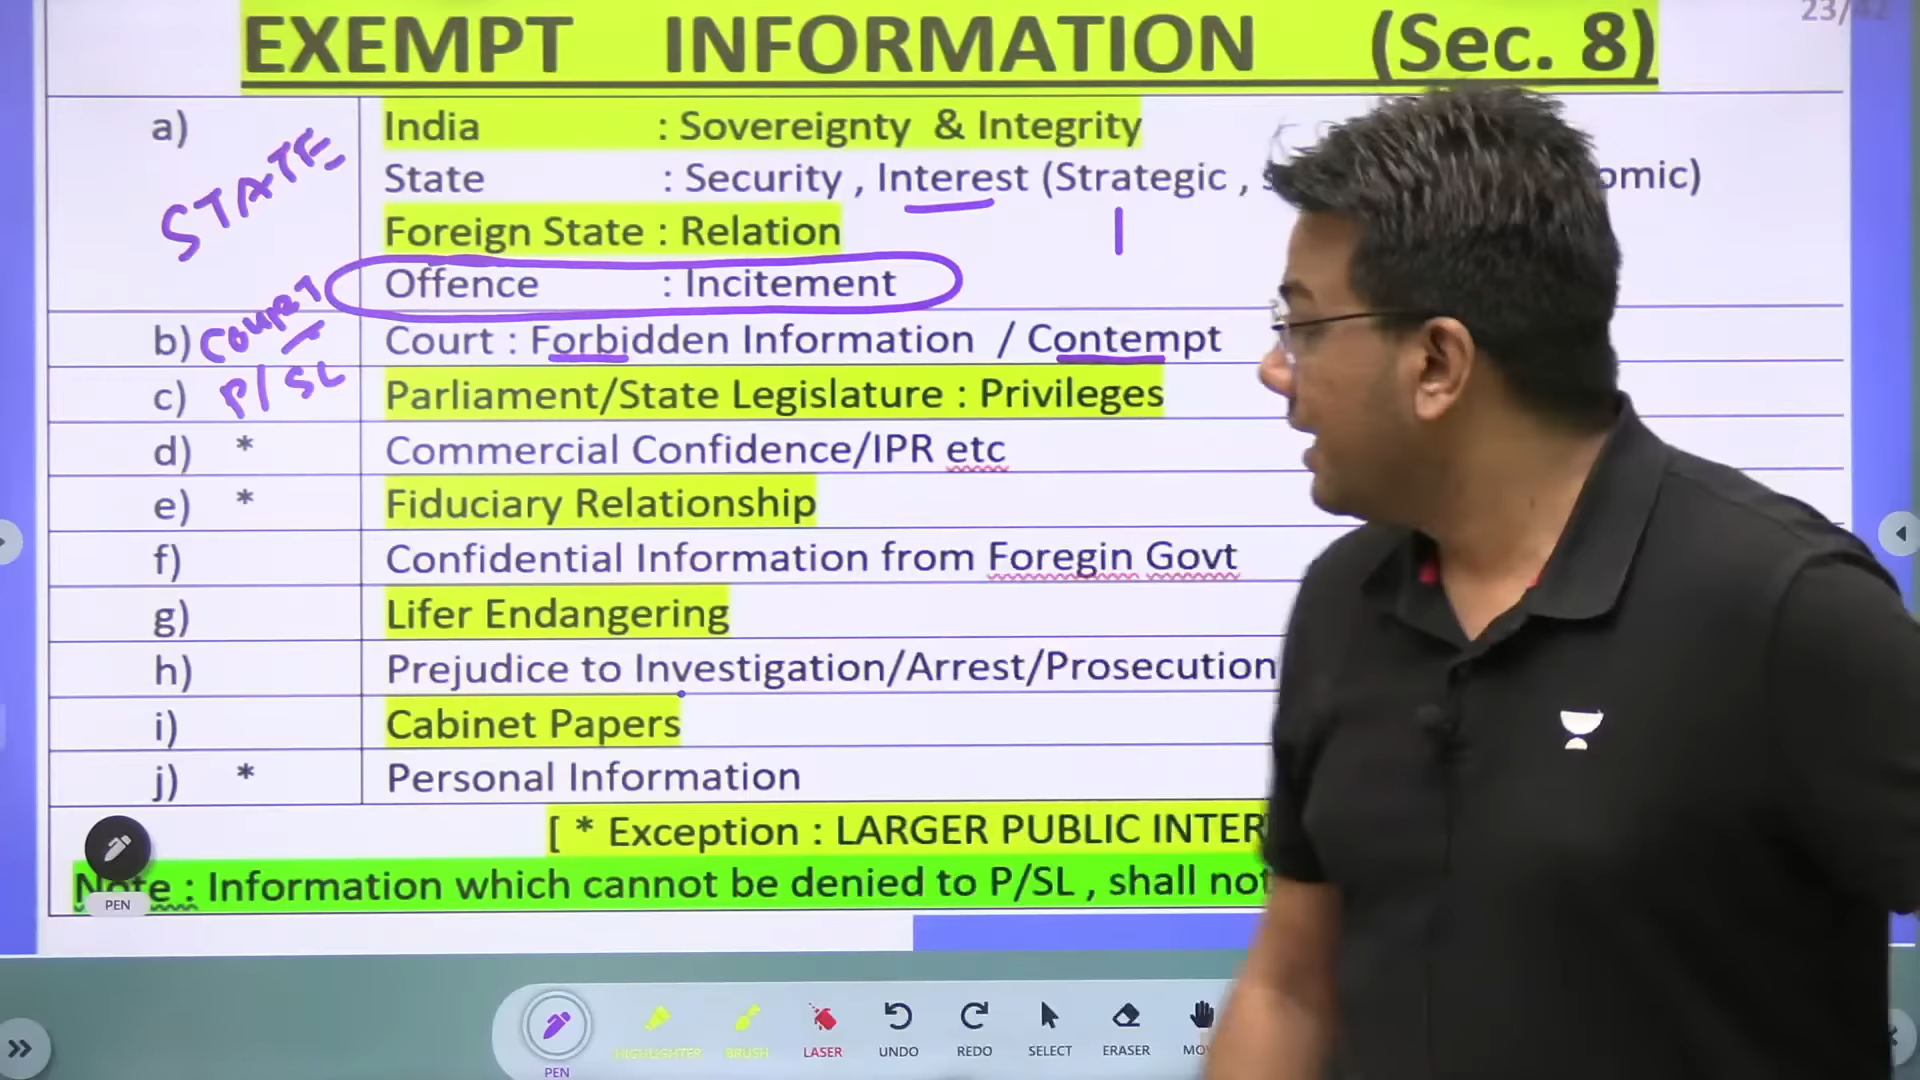 23/42
EXEMPT INFORMATION (Sec. 8)
a) India : Sovereignty & Integrity
STATE
State : Security , Interest (Strategic , omic)
Foreign State : Relation
Offence : Incitement
b) COURT Court : Forbidden Information / Contempt
c) P/SL Parliament/State Legislature : Privileges
d) * Commercial Confidence/IPR etc
e) * Fiduciary Relationship
f) Confidential Information from Foregin Govt
g) Lifer Endangering
h) Prejudice to Investigation/Arrest/Prosecution
i) Cabinet Papers
j) * Personal Information
[ * Exception : LARGER PUBLIC INTER
Note : Information which cannot be denied to P/SL , shall not
PEN
PEN HIGHLIGHTER BRUSH LASER UNDO REDO SELECT ERASER MO